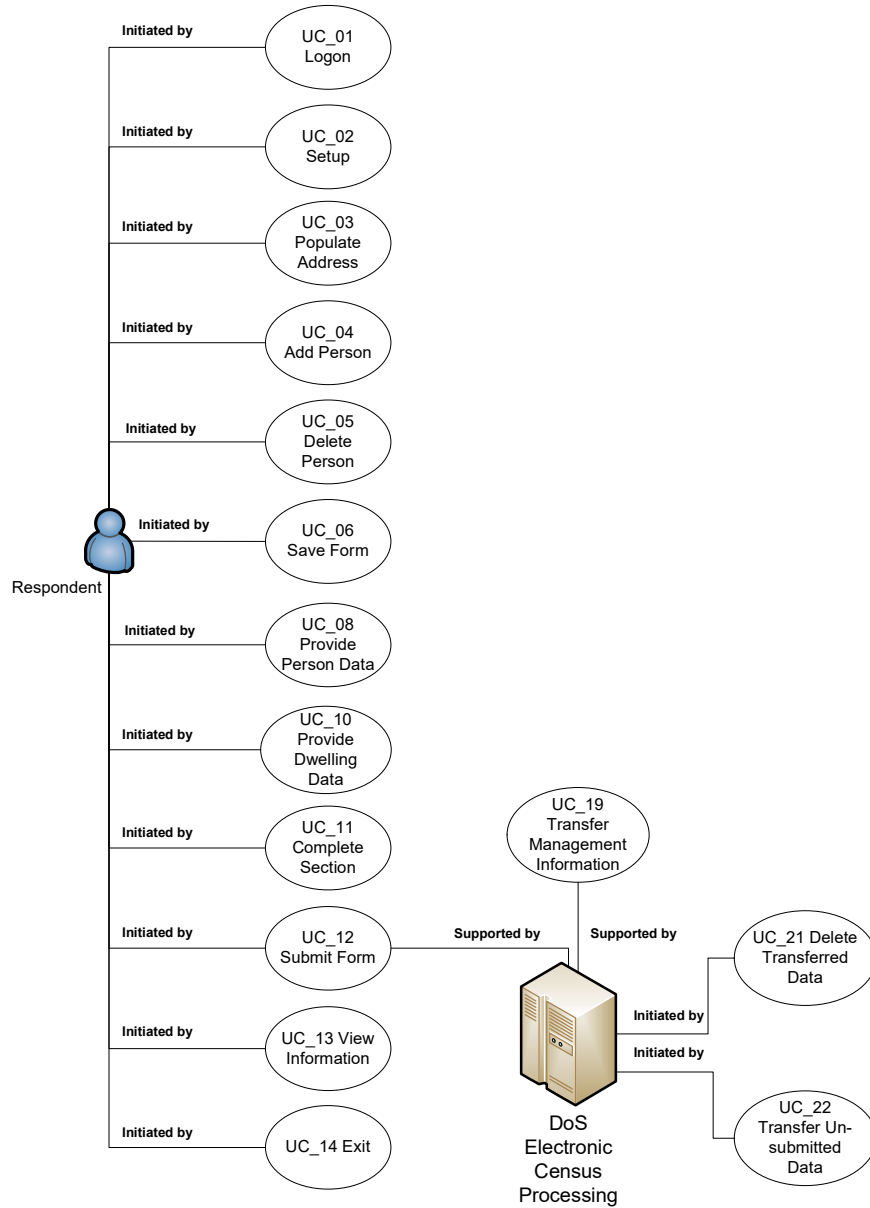 Initiated by
UC_01
Logon
Initiated by
UC_02
Setup
Initiated by
UC_03
Populate
Address
Initiated by
UC_04
Add Person
Initiated by
UC_05
Delete
Person
Initiated by
UC_06
Save Form
Respondent
Initiated by
UC_08
Provide
Person Data
Initiated by
UC_10
Provide
Dwelling
Data
Initiated by
UC_11
Complete
Section
Initiated by
UC_12
Submit Form
Supported by
UC_19
Transfer
Management
Information
Supported by
UC_21 Delete
Transferred
Data
Initiated by
Initiated by
UC_22
Transfer Un-
submitted
Data
DoS
Electronic
Census
Processing
Initiated by
UC_13 View
Information
Initiated by
UC_14 Exit